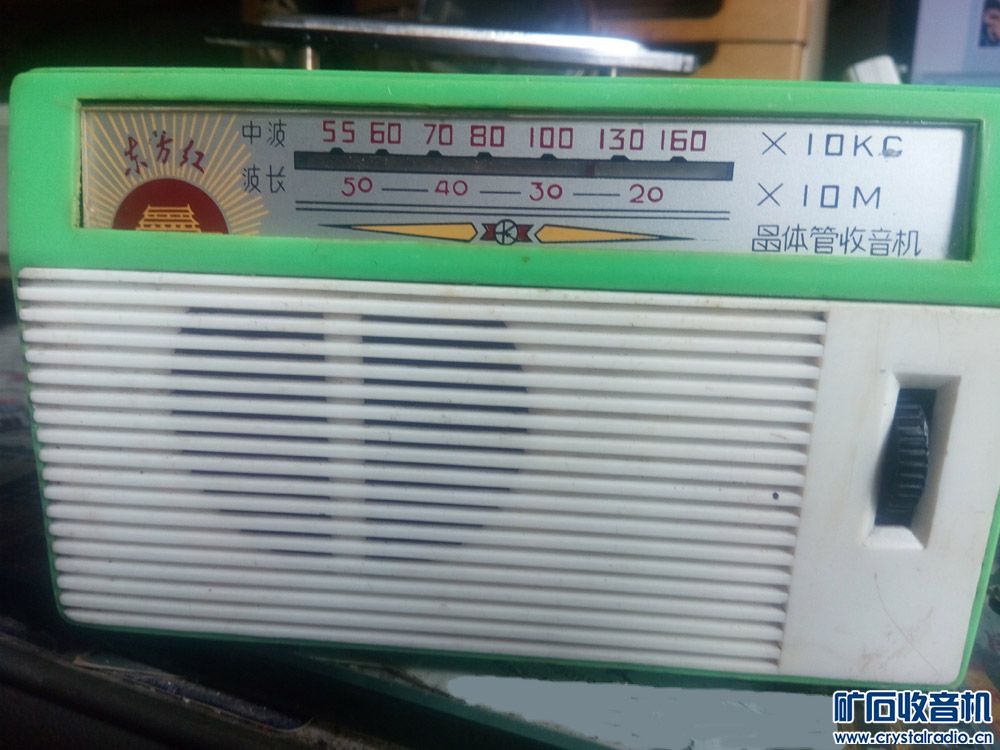 东方红
中波 55 60 70 80 100 130 160 × 10KC
波长 50 — 40 — 30 — 20 × 10M
晶体管收音机
矿石收音机
www.crystalradio.cn